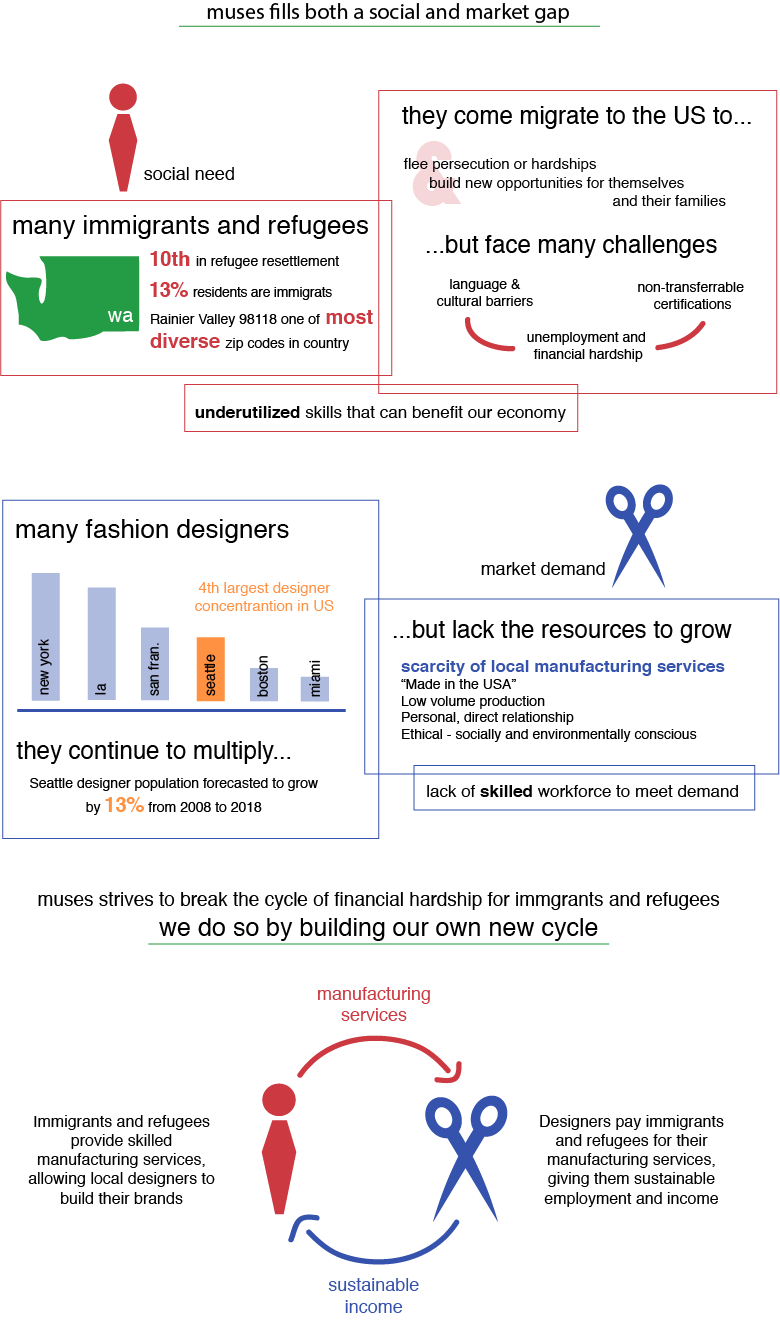 muses fills both a social and market gap
social need
many immigrants and refugees
wa
10th in refugee resettlement
13% residents are immigrats
Rainier Valley 98118 one of most
diverse zip codes in country
they come migrate to the US to...
&
flee persecution or hardships
build new opportunities for themselves
and their families
...but face many challenges
language &
cultural barriers
non-transferrable
certifications
unemployment and
financial hardship
underutilized skills that can benefit our economy
many fashion designers
4th largest designer
concentrantion in US
new york
la
san fran.
seattle
boston
miami
they continue to multiply...
Seattle designer population forecasted to grow
by 13% from 2008 to 2018
market demand
...but lack the resources to grow
scarcity of local manufacturing services
“Made in the USA”
Low volume production
Personal, direct relationship
Ethical - socially and environmentally conscious
lack of skilled workforce to meet demand
muses strives to break the cycle of financial hardship for immgrants and refugees
we do so by building our own new cycle
manufacturing
services
Immigrants and refugees
provide skilled
manufacturing services,
allowing local designers to
build their brands
Designers pay immigrants
and refugees for their
manufacturing services,
giving them sustainable
employment and income
sustainable
income